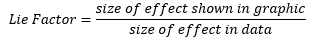 Lie Factor = size of effect shown in graphic / size of effect in data